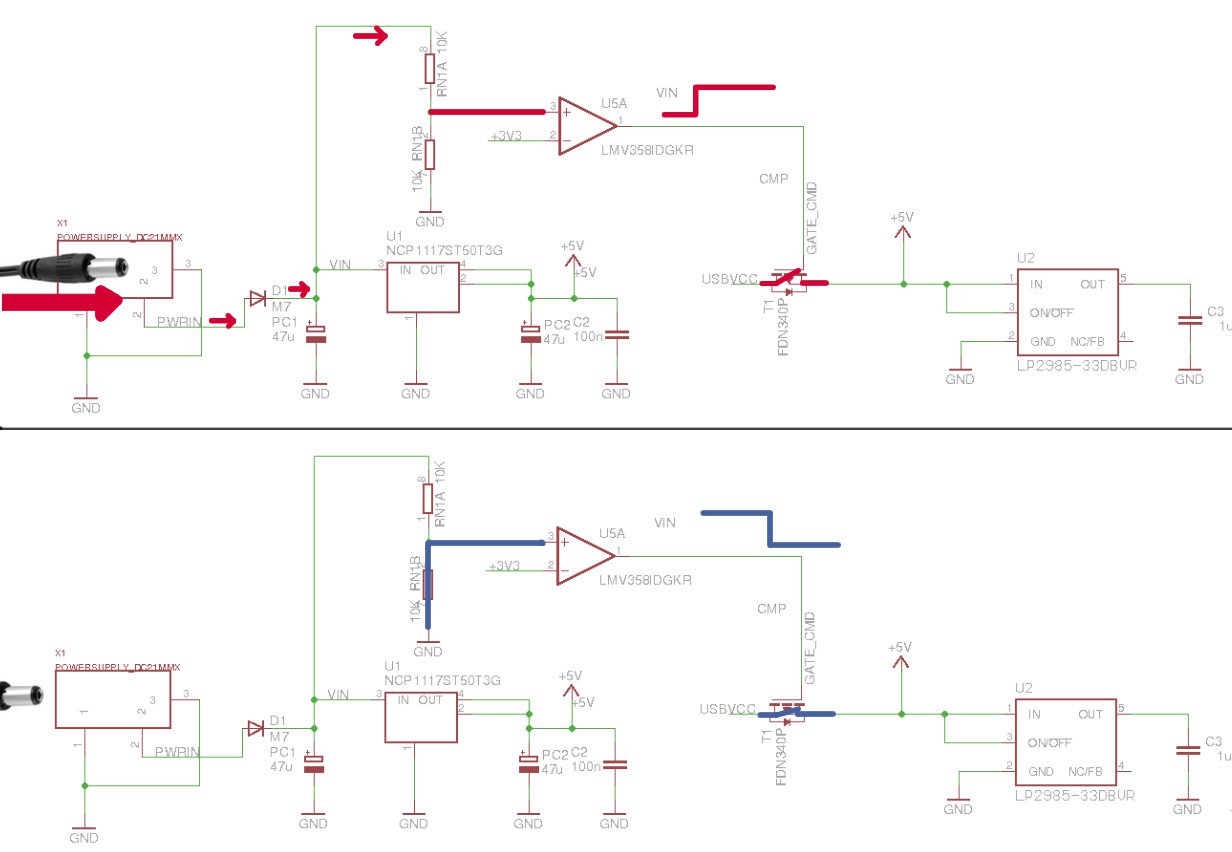 8
RN1A 10K
1
3
+
U5A
VIN
1
+3V3
2
-
LMV358IDGKR
2
10K RN1B
GND
CMP
GATE_CMD
X1
POWERSUPPLY_DC21MMX
3
3
2
1
2
PWRIN
D1
M7
PC1
47u
VIN
U1
NCP1117ST50T3G
3
IN OUT
4
2
1
+5V
+5V
PC2
47u
C2
100n
USBVCC
T1
FDN340P
+5V
U2
1
IN
OUT
5
3
ON/OFF
2
GND
NC/FB
4
LP2985-33DBVR
C3
1u
GND
GND
GND
GND
GND
GND
GND
8
RN1A 10K
1
3
+
U5A
VIN
1
+3V3
2
-
LMV358IDGKR
10K RN1B
GND
CMP
GATE_CMD
X1
POWERSUPPLY_DC21MMX
3
3
1
2
1
2
PWRIN
D1
M7
PC1
47u
VIN
U1
NCP1117ST50T3G
3
IN OUT
4
2
1
+5V
+5V
PC2
47u
C2
100n
USBVCC
T1
FDN340P
+5V
U2
1
IN
OUT
5
3
ON/OFF
2
GND
NC/FB
4
LP2985-33DBVR
C3
1u
GND
GND
GND
GND
GND
GND
GND